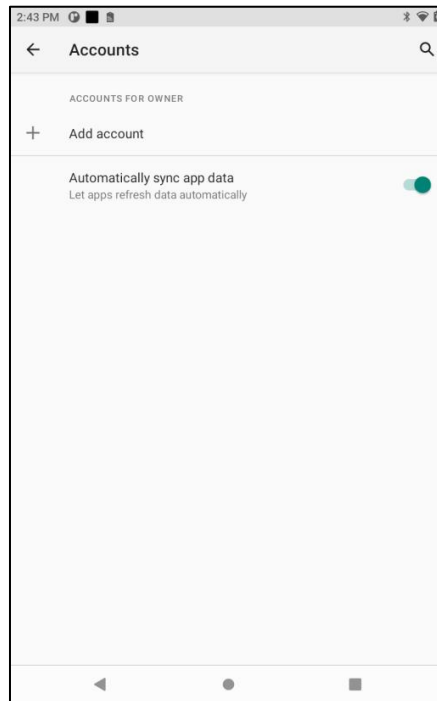 2:43 PM
Accounts
ACCOUNTS FOR OWNER
Add account
Automatically sync app data
Let apps refresh data automatically